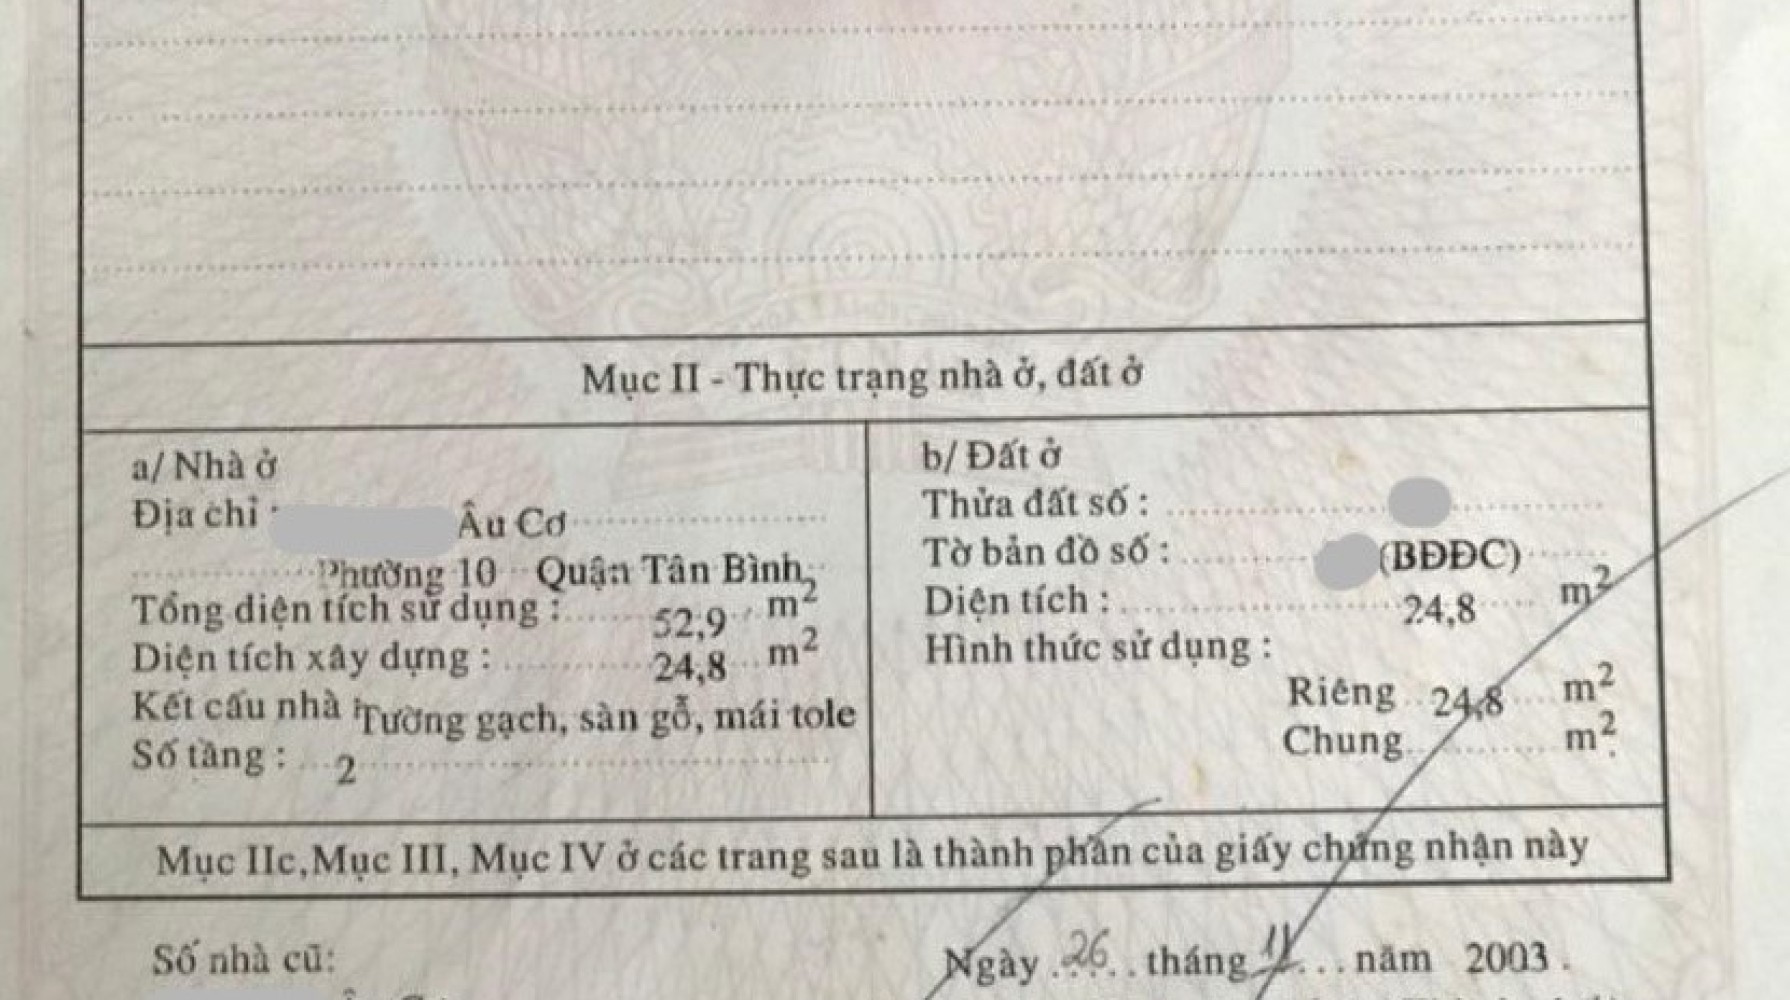 Mục II - Thực trạng nhà ở, đất ở
a/ Nhà ở
Địa chỉ : Âu Cơ
Phường 10 Quận Tân Bình
Tổng diện tích sử dụng : 52,9 m2
Diện tích xây dựng : 24,8 m2
Kết cấu nhà : Tường gạch, sàn gỗ, mái tole
Số tầng : 2
b/ Đất ở
Thửa đất số :
Tờ bản đồ số : (BĐĐC)
Diện tích : 24,8 m2
Hình thức sử dụng :
Riêng 24,8 m2
Chung m2
Mục IIc, Mục III, Mục IV ở các trang sau là thành phần của giấy chứng nhận này
Số nhà cũ:
Ngày 26 tháng 11 năm 2003 .